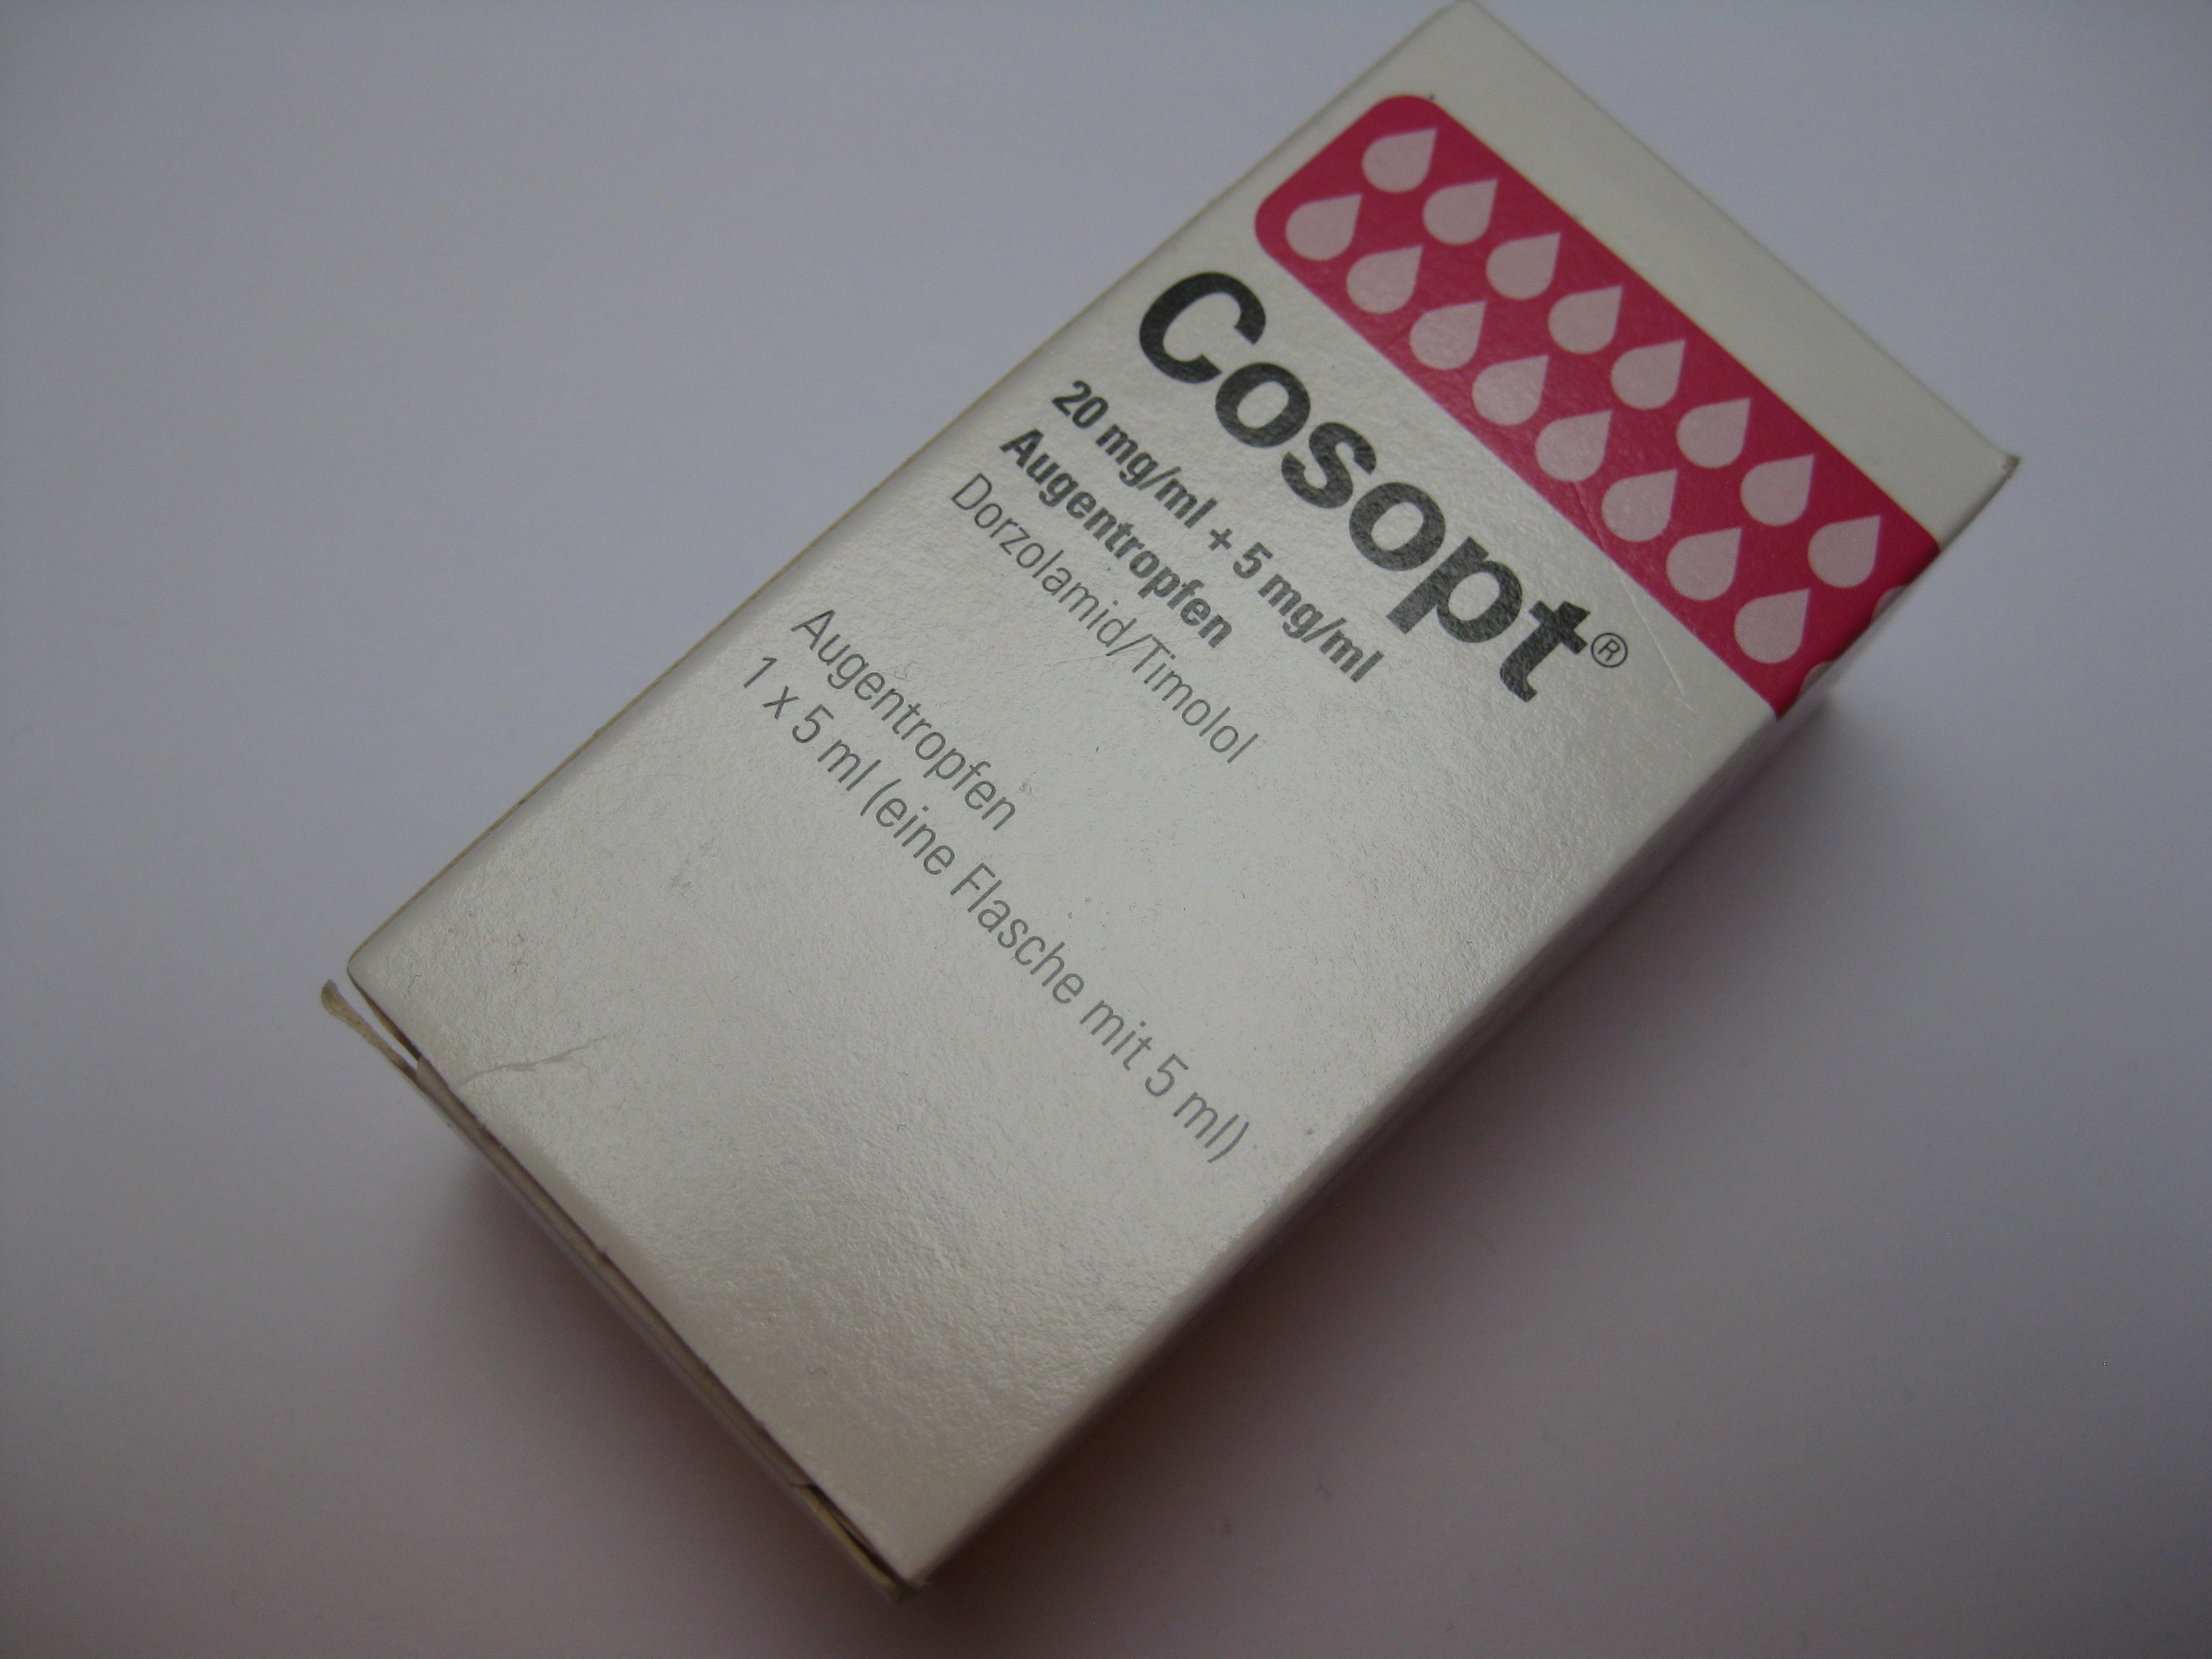 Cosopt®
20 mg/ml + 5 mg/ml
Augentropfen
Dorzolamid/Timolol
Augentropfen
1 x 5 ml (eine Flasche mit 5 ml)